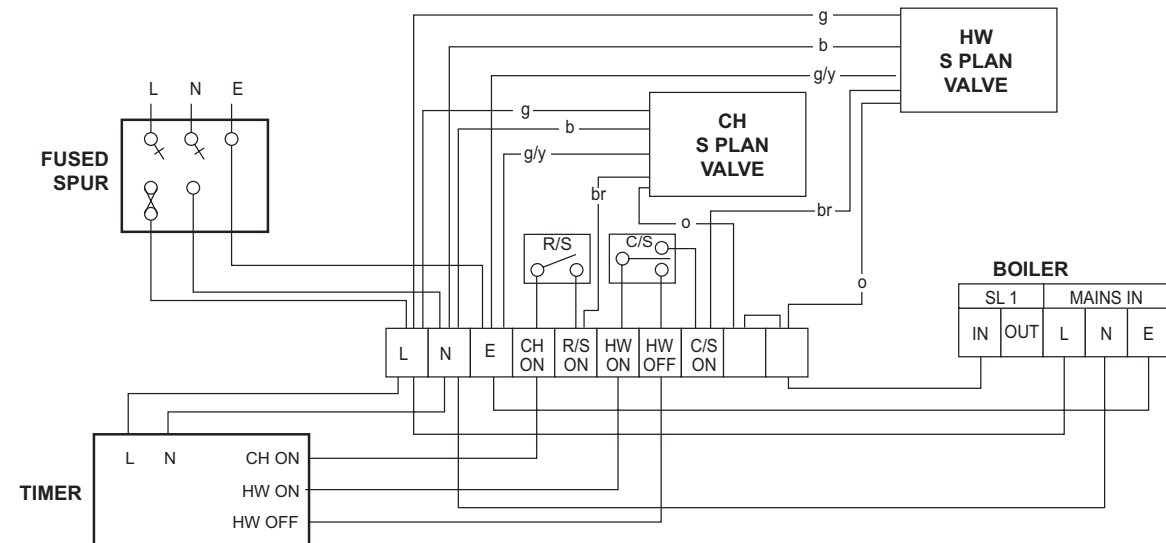 g
HW
S PLAN
VALVE
b
g/y
L N E
g
CH
S PLAN
VALVE
b
FUSED
SPUR
g/y
br
br
o
R/S
C/S
o
BOILER
SL 1 MAINS IN
IN OUT L N E
L N E CH ON R/S ON HW ON HW OFF C/S ON
L N CH ON
TIMER
HW ON
HW OFF